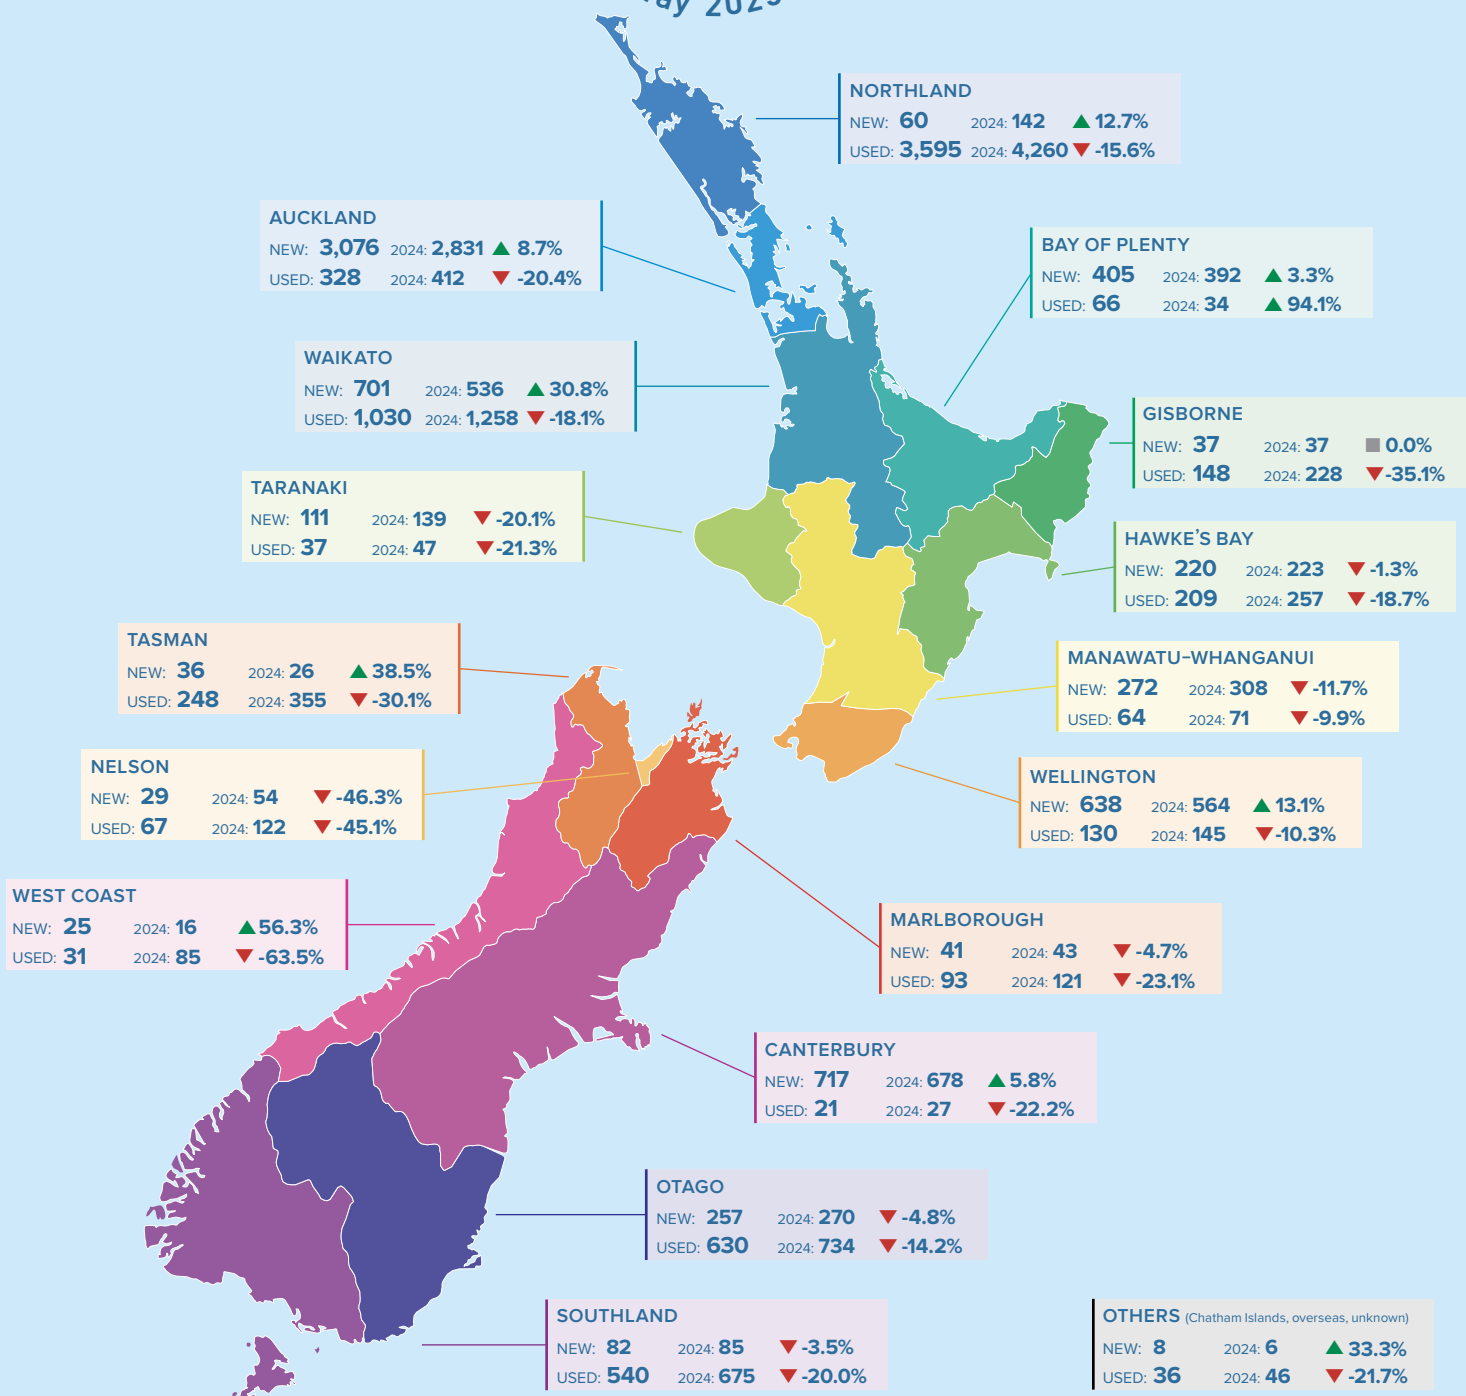 May 2025
NORTHLAND
NEW: 60 2024: 142 ▲ 12.7%
USED: 3,595 2024: 4,260 ▼ -15.6%
AUCKLAND
NEW: 3,076 2024: 2,831 ▲ 8.7%
USED: 328 2024: 412 ▼ -20.4%
BAY OF PLENTY
NEW: 405 2024: 392 ▲ 3.3%
USED: 66 2024: 34 ▲ 94.1%
WAIKATO
NEW: 701 2024: 536 ▲ 30.8%
USED: 1,030 2024: 1,258 ▼ -18.1%
GISBORNE
NEW: 37 2024: 37 ■ 0.0%
USED: 148 2024: 228 ▼ -35.1%
TARANAKI
NEW: 111 2024: 139 ▼ -20.1%
USED: 37 2024: 47 ▼ -21.3%
HAWKE'S BAY
NEW: 220 2024: 223 ▼ -1.3%
USED: 209 2024: 257 ▼ -18.7%
TASMAN
NEW: 36 2024: 26 ▲ 38.5%
USED: 248 2024: 355 ▼ -30.1%
MANAWATU-WHANGANUI
NEW: 272 2024: 308 ▼ -11.7%
USED: 64 2024: 71 ▼ -9.9%
NELSON
NEW: 29 2024: 54 ▼ -46.3%
USED: 67 2024: 122 ▼ -45.1%
WELLINGTON
NEW: 638 2024: 564 ▲ 13.1%
USED: 130 2024: 145 ▼ -10.3%
WEST COAST
NEW: 25 2024: 16 ▲ 56.3%
USED: 31 2024: 85 ▼ -63.5%
MARLBOROUGH
NEW: 41 2024: 43 ▼ -4.7%
USED: 93 2024: 121 ▼ -23.1%
CANTERBURY
NEW: 717 2024: 678 ▲ 5.8%
USED: 21 2024: 27 ▼ -22.2%
OTAGO
NEW: 257 2024: 270 ▼ -4.8%
USED: 630 2024: 734 ▼ -14.2%
SOUTHLAND
NEW: 82 2024: 85 ▼ -3.5%
USED: 540 2024: 675 ▼ -20.0%
OTHERS (Chatham Islands, overseas, unknown)
NEW: 8 2024: 6 ▲ 33.3%
USED: 36 2024: 46 ▼ -21.7%